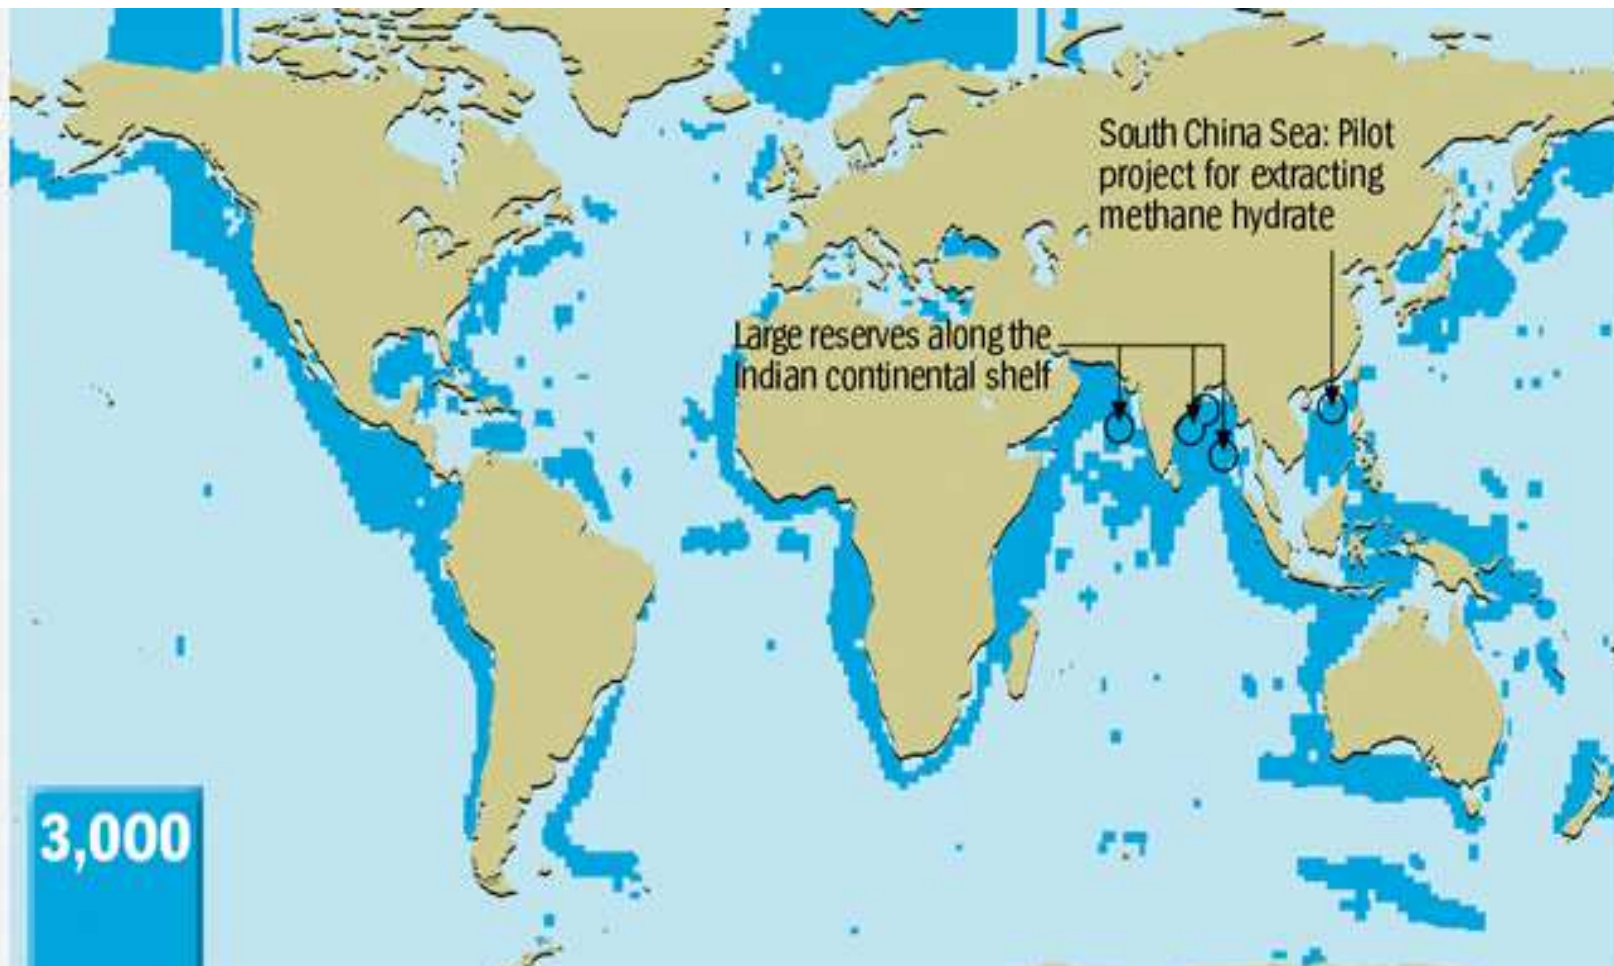 South China Sea: Pilot
project for extracting
methane hydrate
Large reserves along the
Indian continental shelf
3,000